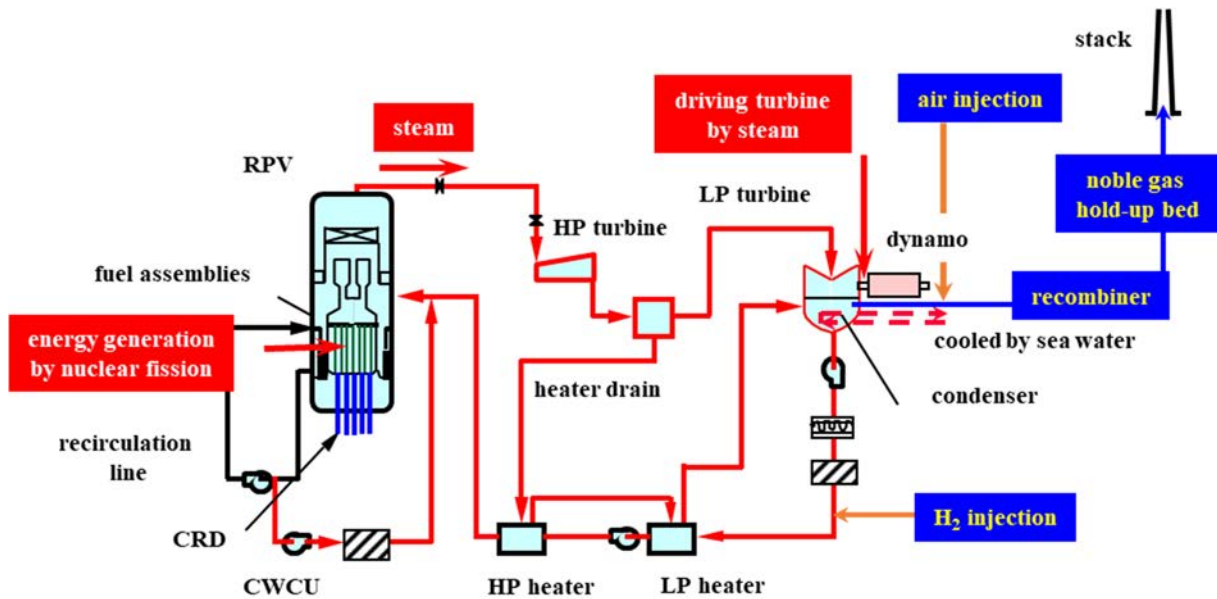 stack
driving turbine
by steam
air injection
steam
RPV
LP turbine
noble gas
hold-up bed
HP turbine
dynamo
fuel assemblies
recombiner
energy generation
by nuclear fission
cooled by sea water
heater drain
condenser
recirculation
line
H₂ injection
CRD
CWCU
HP heater
LP heater